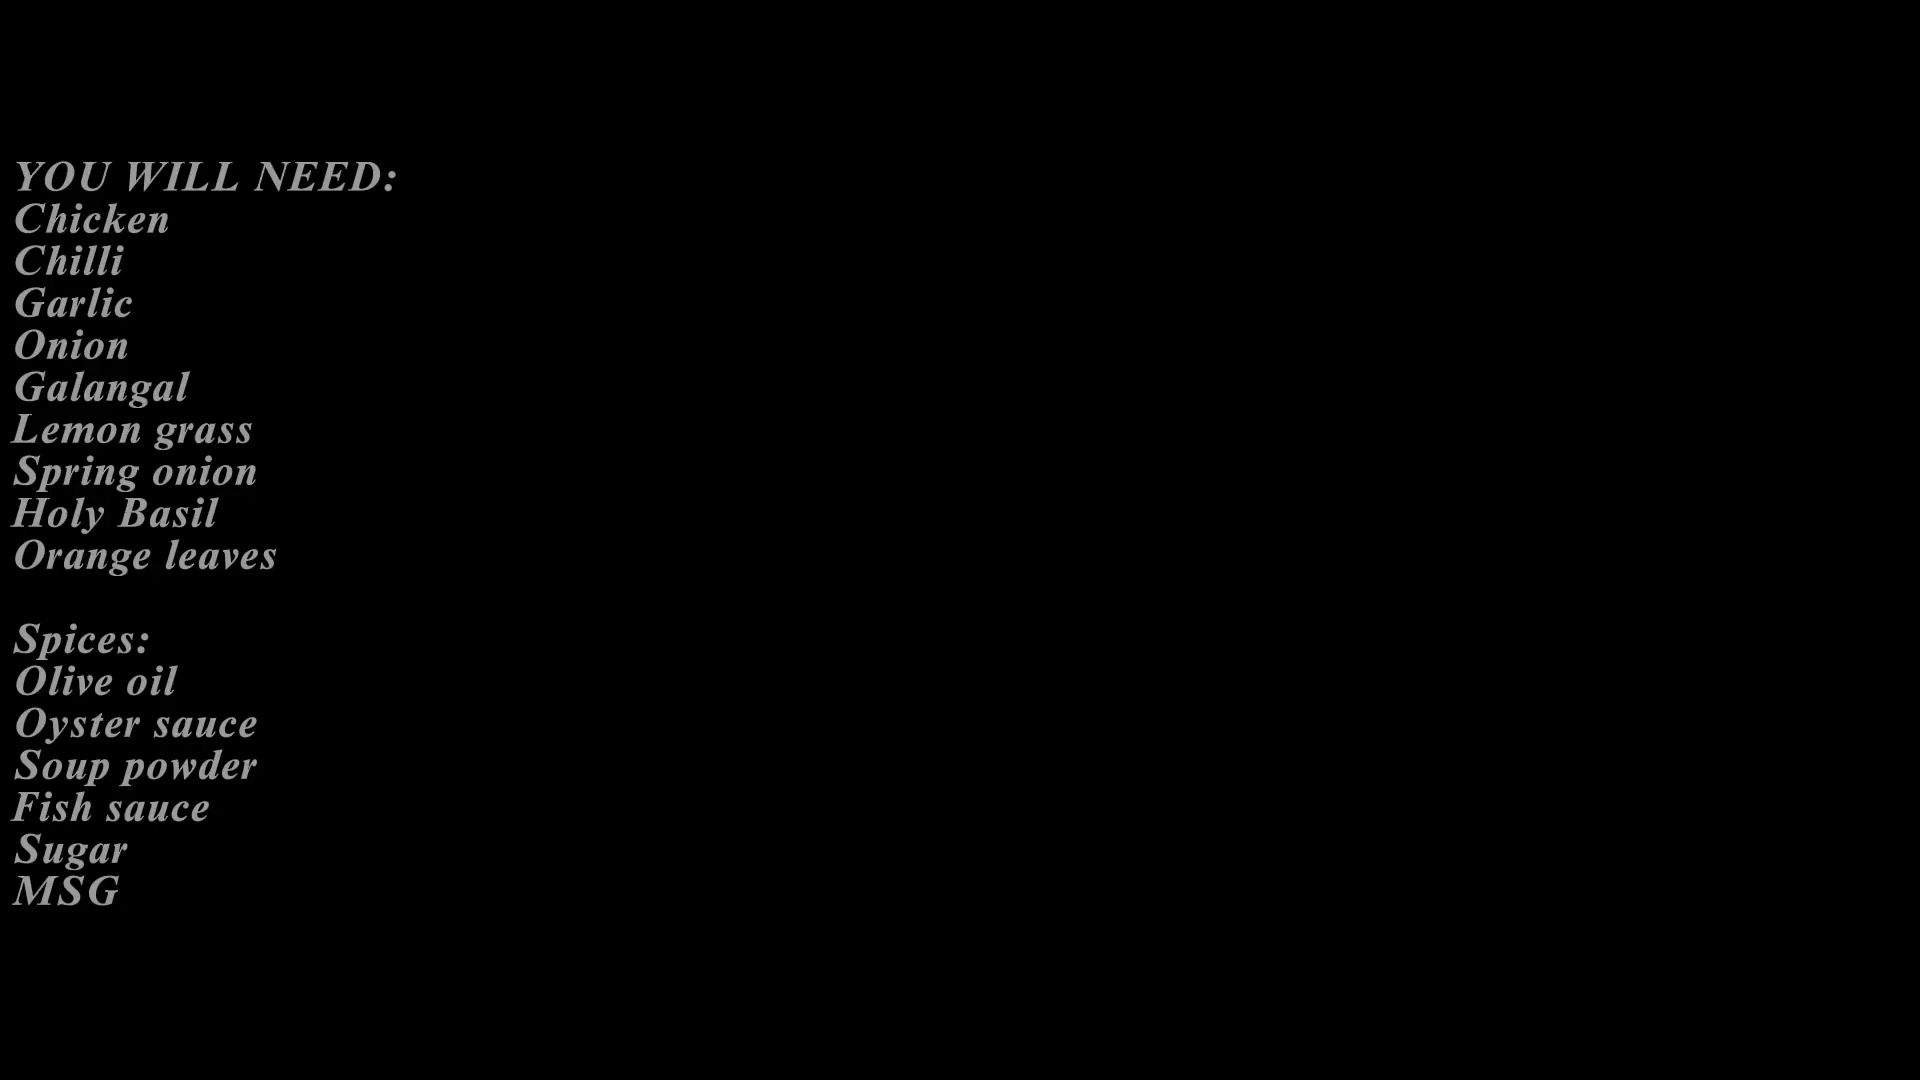 YOU WILL NEED:
Chicken
Chilli
Garlic
Onion
Galangal
Lemon grass
Spring onion
Holy Basil
Orange leaves
Spices:
Olive oil
Oyster sauce
Soup powder
Fish sauce
Sugar
MSG